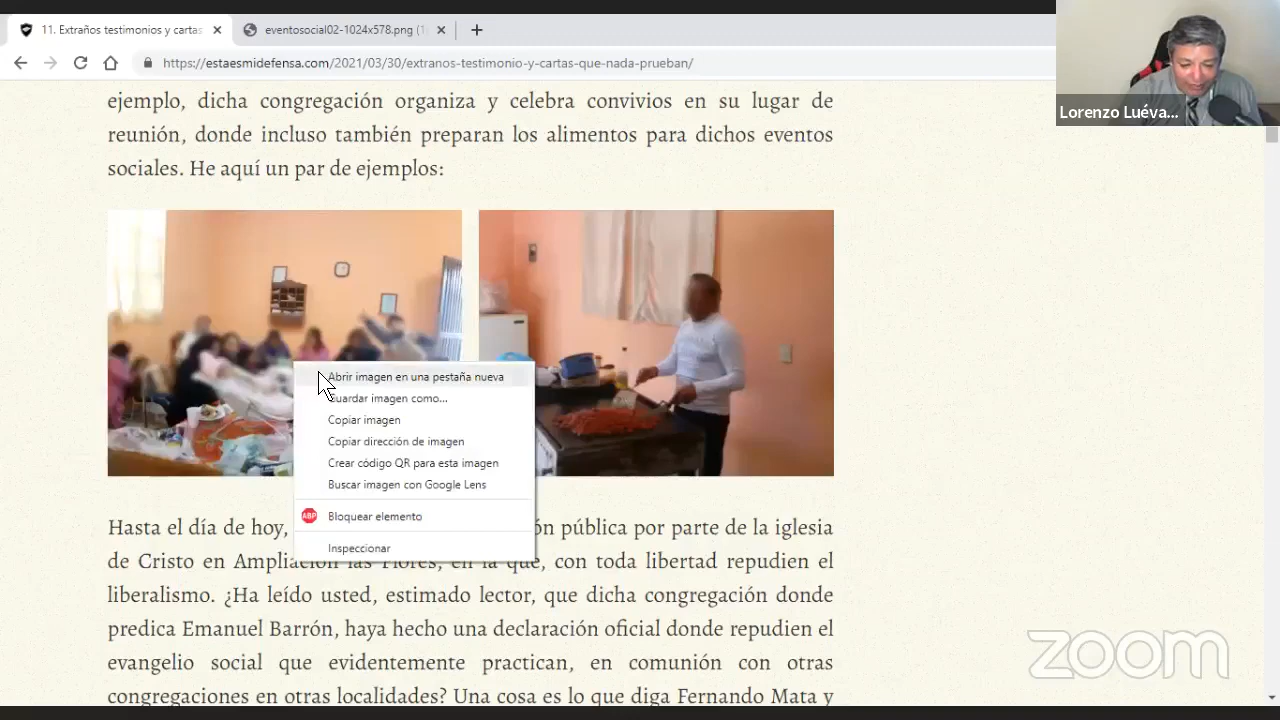 11. Extraños testimonios y cartas
eventosocial02-1024x578.png (1
https://estaesmidefensa.com/2021/03/30/extranos-testimonio-y-cartas-que-nada-prueban/
Lorenzo Luéva...
ejemplo, dicha congregación organiza y celebra convivios en su lugar de
reunión, donde incluso también preparan los alimentos para dichos eventos
sociales. He aquí un par de ejemplos:
Abrir imagen en una pestaña nueva
Guardar imagen como...
Copiar imagen
Copiar dirección de imagen
Crear código QR para esta imagen
Buscar imagen con Google Lens
ABP Bloquear elemento
Inspeccionar
Hasta el día de hoy, ón pública por parte de la iglesia
de Cristo en Ampliación las Flores, en la que, con toda libertad repudien el
liberalismo. ¿Ha leído usted, estimado lector, que dicha congregación donde
predica Emanuel Barrón, haya hecho una declaración oficial donde repudien el
evangelio social que evidentemente practican, en comunión con otras
congregaciones en otras localidades? Una cosa es lo que diga Fernando Mata y
zoom